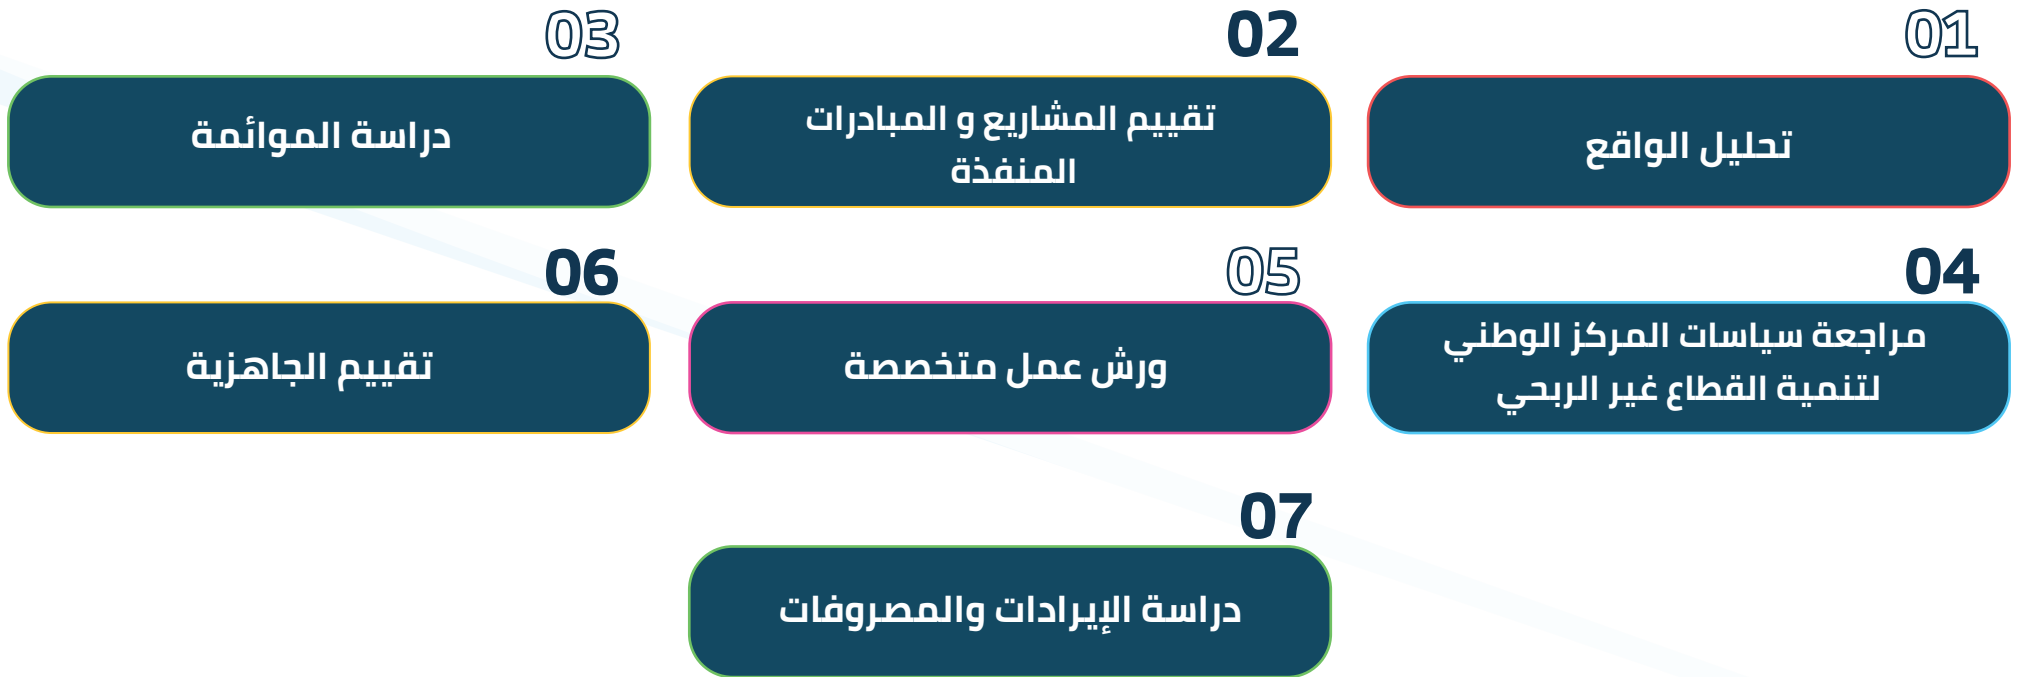 01
تحليل الواقع
02
تقييم المشاريع و المبادرات
المنفذة
03
دراسة الموائمة
04
مراجعة سياسات المركز الوطني
لتنمية القطاع غير الربحي
05
ورش عمل متخصصة
06
تقييم الجاهزية
07
دراسة الإيرادات والمصروفات